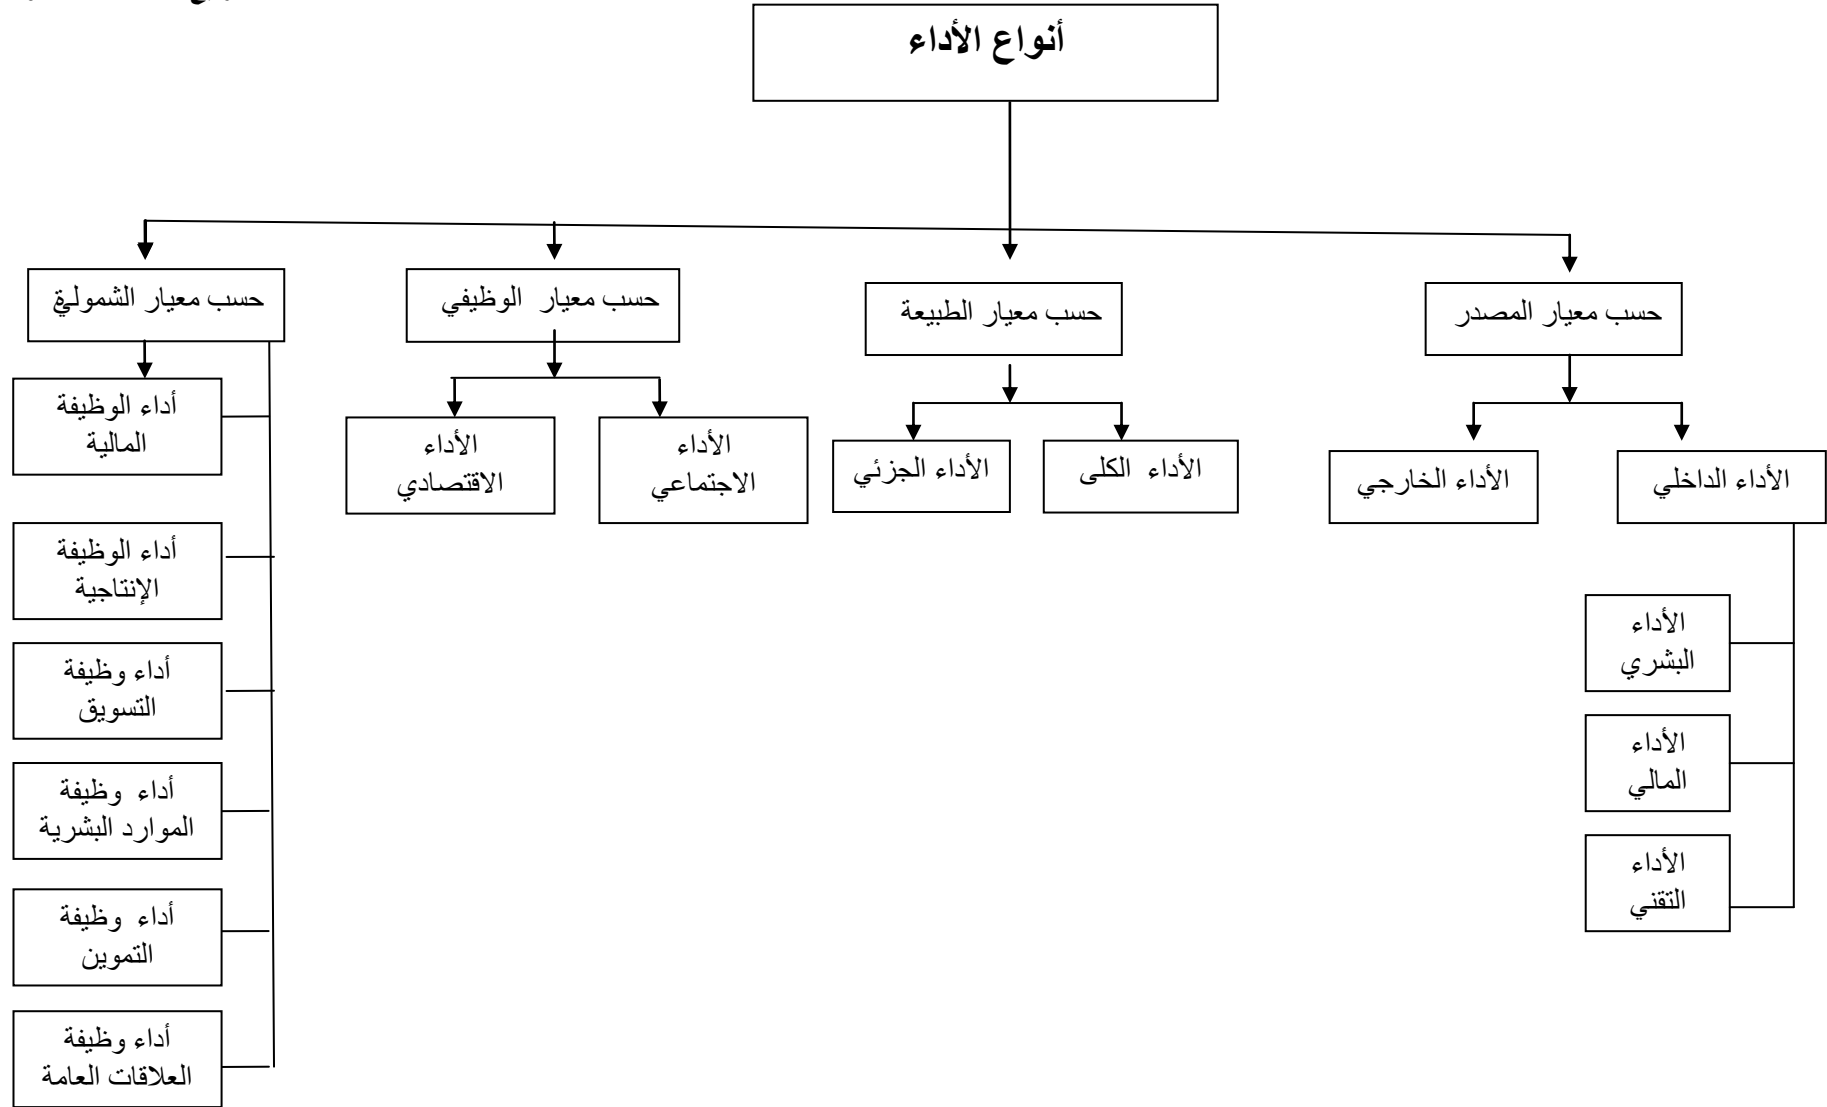 أنواع الأداء
حسب معيار المصدر
حسب معيار الطبيعة
حسب معيار الوظيفي
حسب معيار الشمولية
الأداء الداخلي
الأداء الخارجي
الأداء الكلى
الأداء الجزئي
الأداء
الاجتماعي
الأداء
الاقتصادي
أداء الوظيفة
المالية
أداء الوظيفة
الإنتاجية
أداء وظيفة
التسويق
أداء وظيفة
الموارد البشرية
أداء وظيفة
التموين
أداء وظيفة
العلاقات العامة
الأداء
البشري
الأداء
المالي
الأداء
التقني